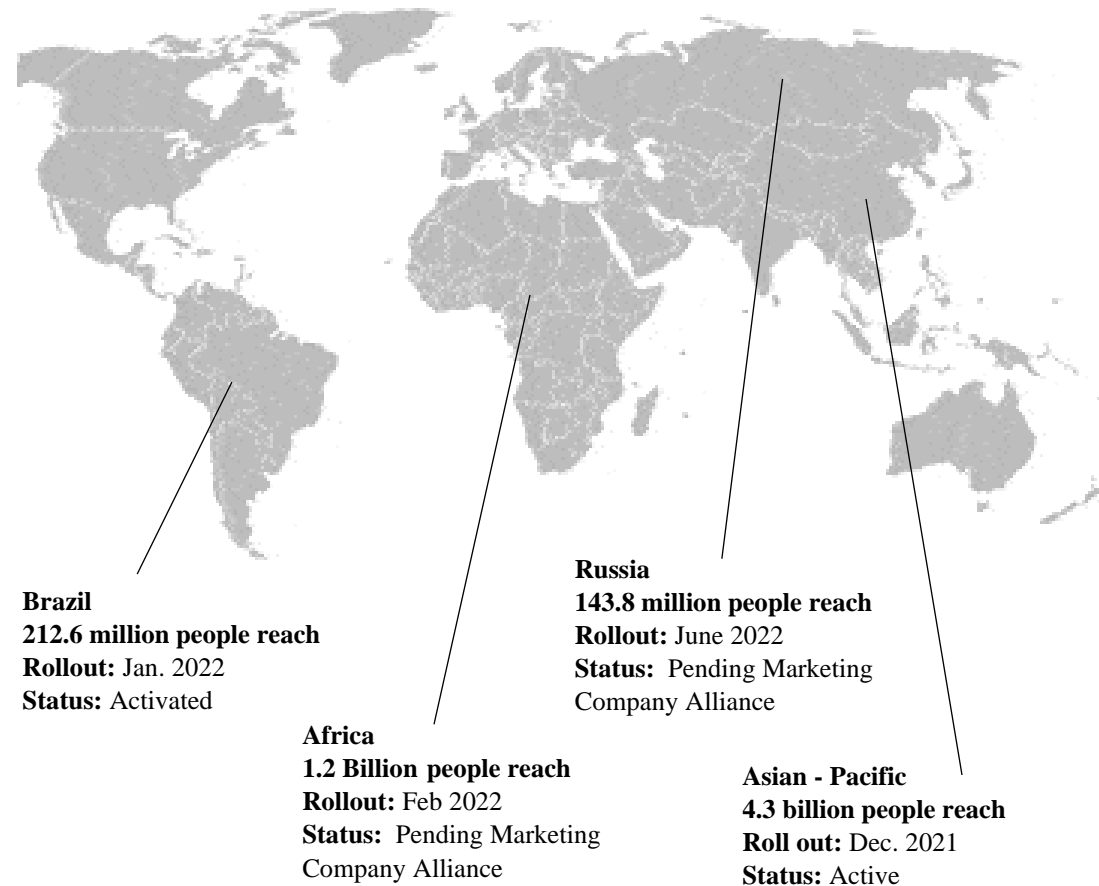 Brazil
212.6 million people reach
Rollout: Jan. 2022
Status: Activated
Africa
1.2 Billion people reach
Rollout: Feb 2022
Status: Pending Marketing
Company Alliance
Russia
143.8 million people reach
Rollout: June 2022
Status: Pending Marketing
Company Alliance
Asian - Pacific
4.3 billion people reach
Roll out: Dec. 2021
Status: Active